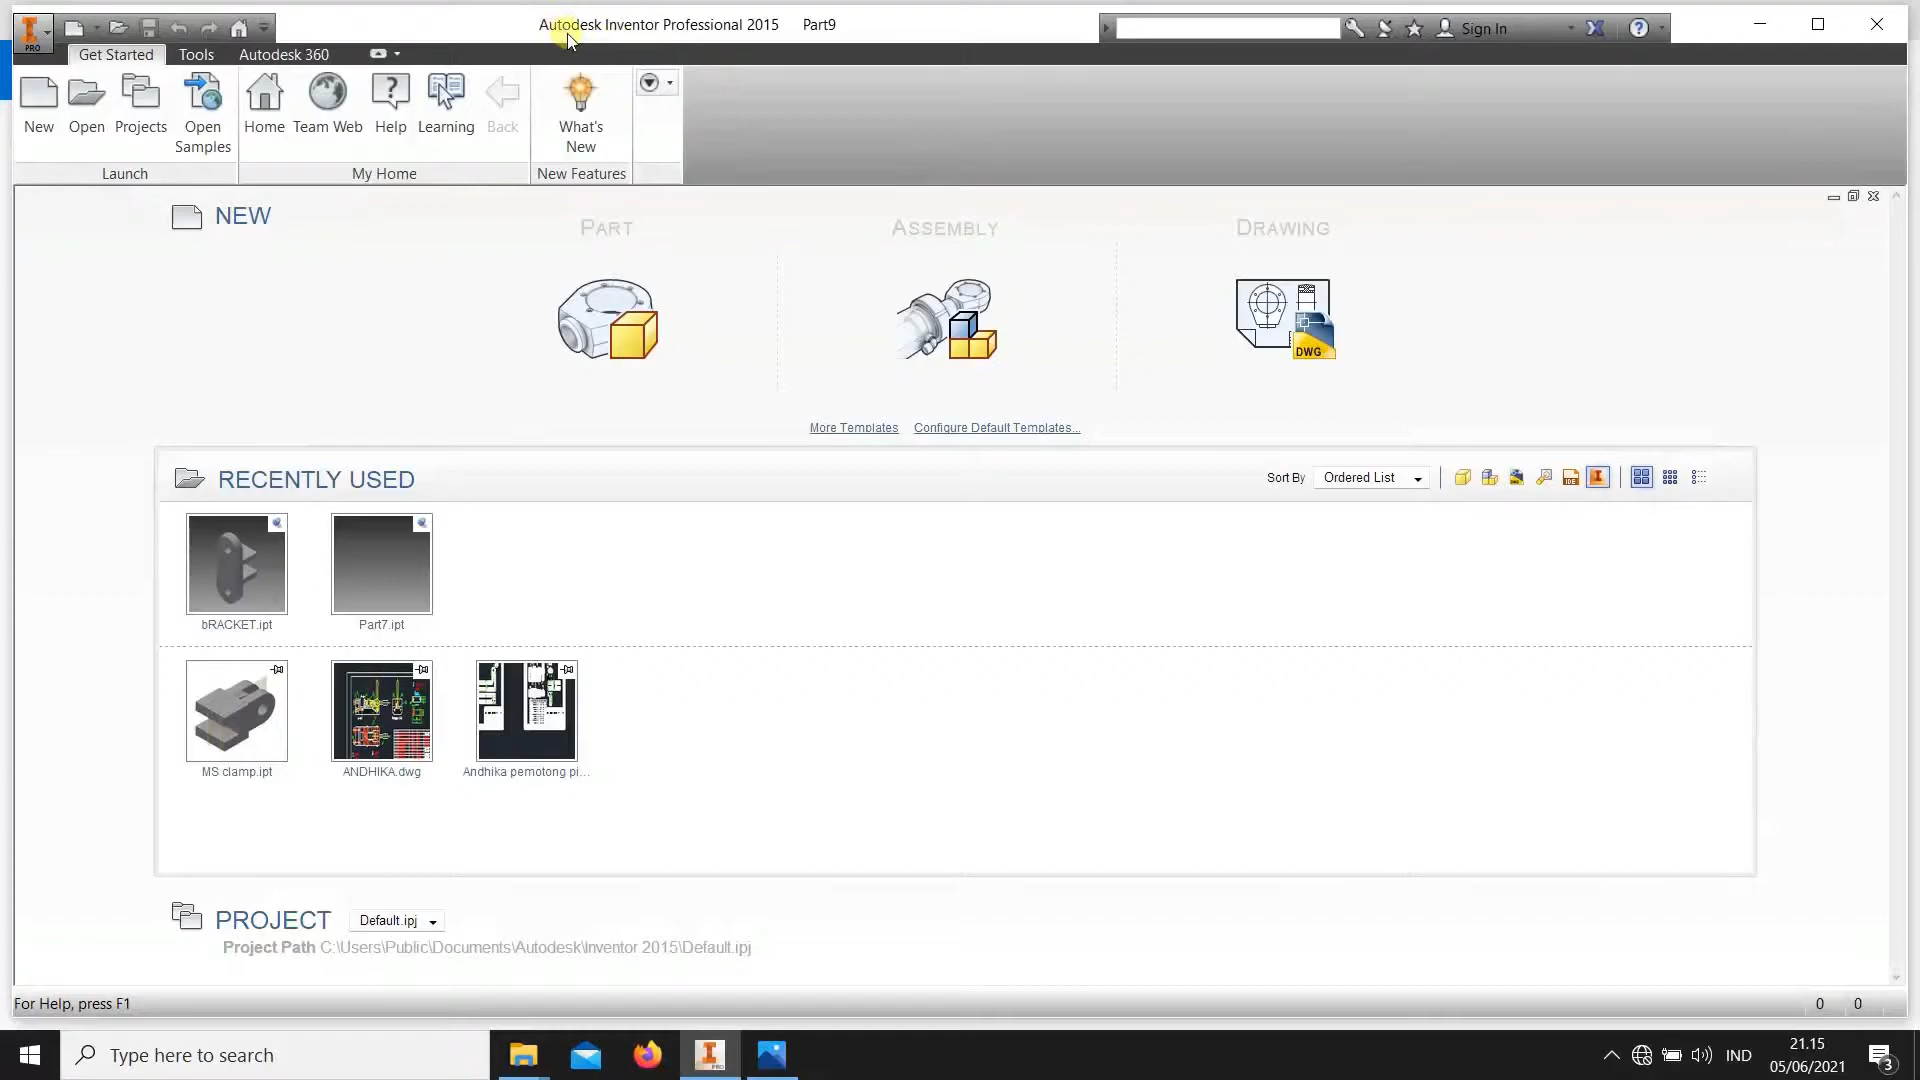 Autodesk Inventor Professional 2015 Part9
Sign In
PRO
Get Started Tools Autodesk 360
New Open Projects Open Samples Home Team Web Help Learning Back What's New
Launch My Home New Features
NEW
PART ASSEMBLY DRAWING
DWG
More Templates Configure Default Templates...
RECENTLY USED
Sort By Ordered List
bRACKET.ipt Part7.ipt
MS clamp.ipt ANDHIKA.dwg Andhika pemotong pi...
PROJECT Default.ipj
Project Path C:\Users\Public\Documents\Autodesk\Inventor 2015\Default.ipj
For Help, press F1 0 0
Type here to search
PRO
IND
21.15
05/06/2021
3